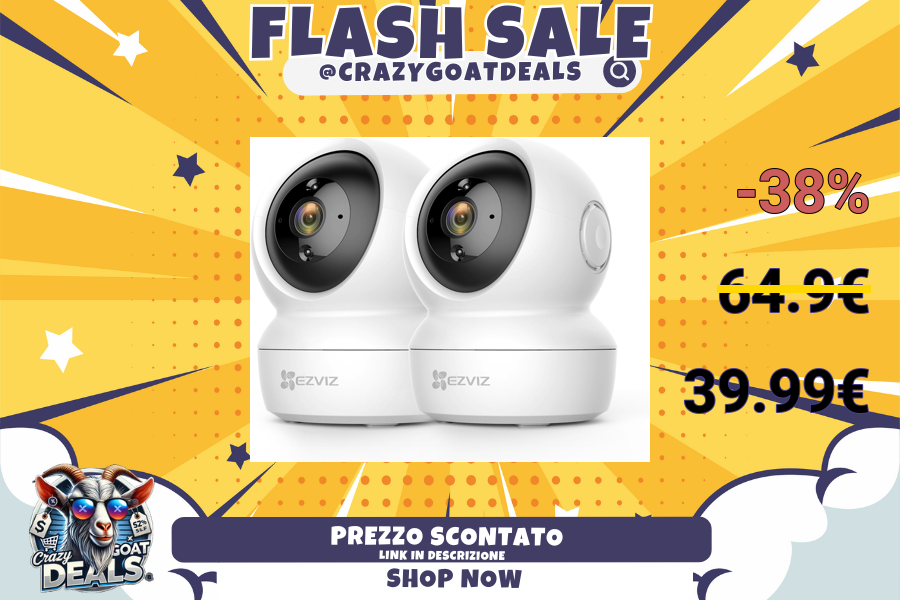 FLASH SALE
@CRAZYGOATDEALS
-38%
64.9€
39.99€
EZVIZ
EZVIZ
PREZZO SCONTATO
LINK IN DESCRIZIONE
SHOP NOW
$
52%
Crazy GOAT
DEALS